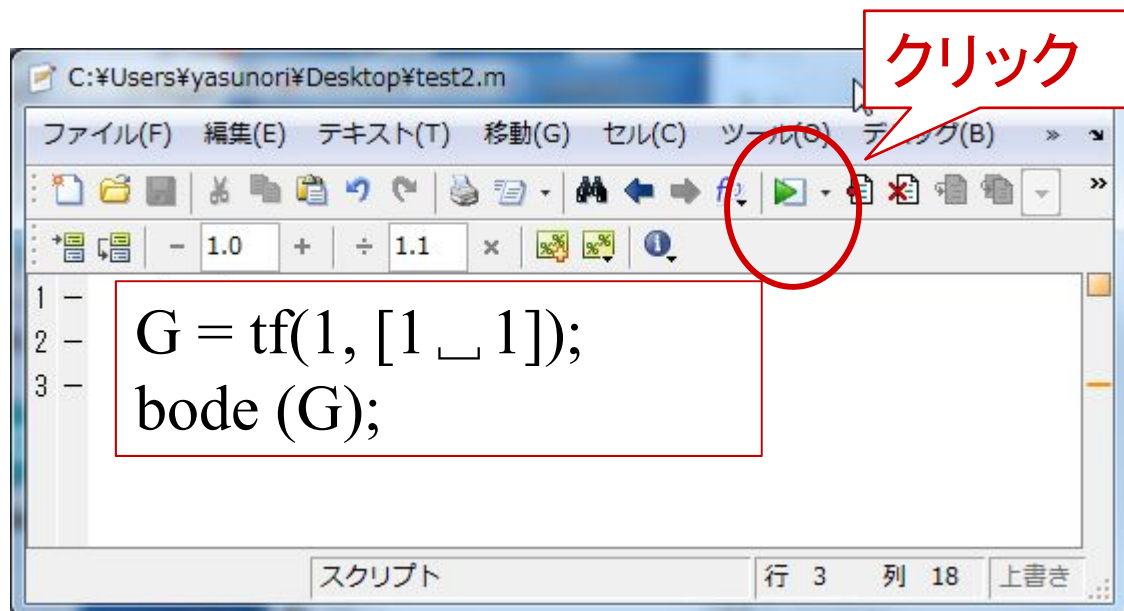 クリック
C:¥Users¥yasunori¥Desktop¥test2.m
ファイル(F) 編集(E) テキスト(T) 移動(G) セル(C) ツール(O) デバッグ(B) »
»
− 1.0 + ÷ 1.1 ×
1 −
2 −
3 −
G = tf(1, [1 ⎵ 1]);
bode (G);
スクリプト 行 3 列 18 上書き